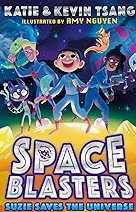 KATIE & KEVIN TSANG
ILLUSTRATED BY AMY NGUYEN
SPACE
BLASTERS
SUZIE SAVES THE UNIVERSE